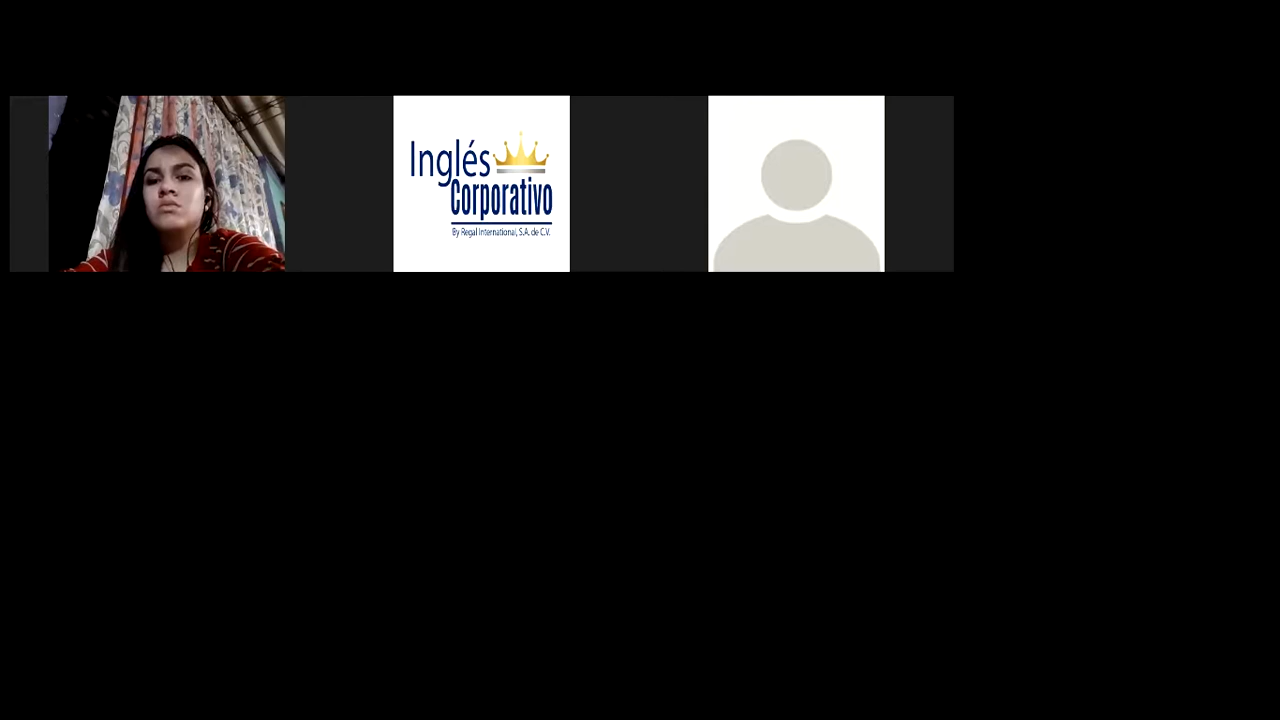 Inglés
Corporativo
By Regal International, S.A. de C.V.